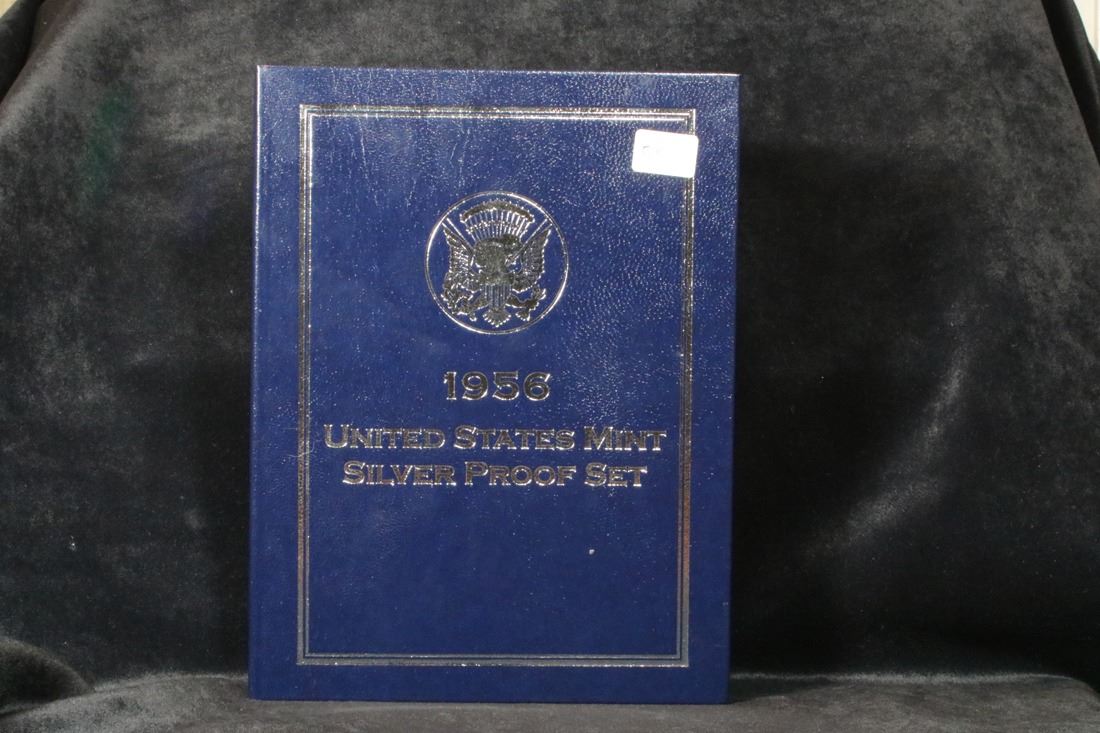 1956
UNITED STATES MINT
SILVER PROOF SET